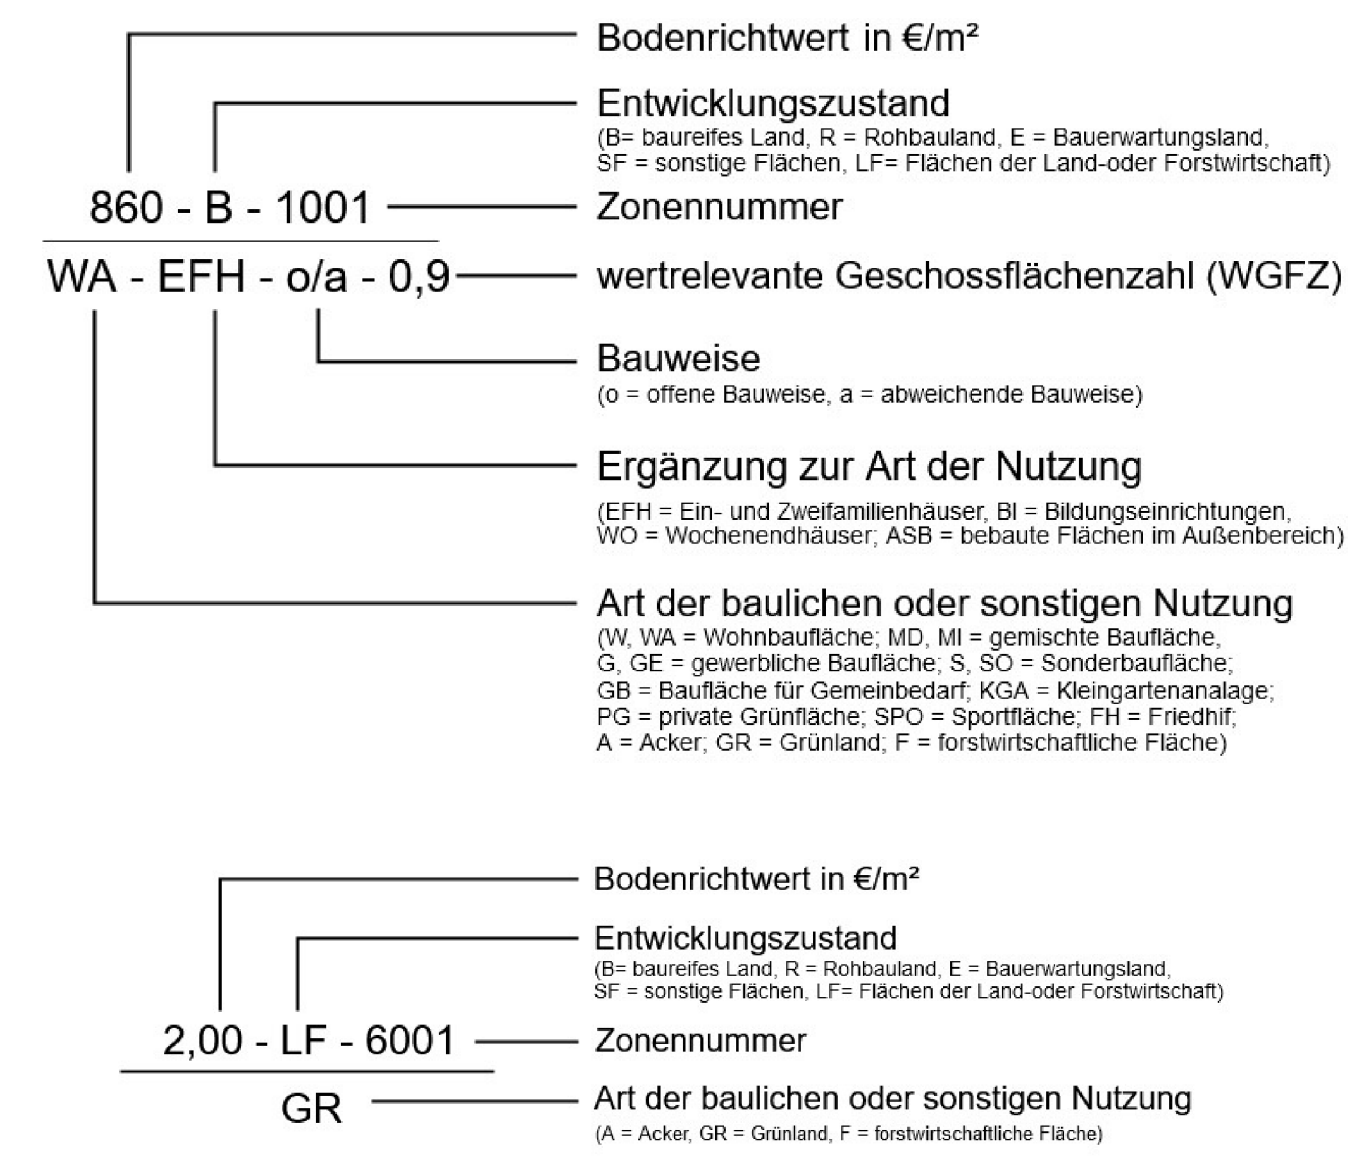 Bodenrichtwert in €/m²
Entwicklungszustand
(B= baureifes Land, R = Rohbauland, E = Bauerwartungsland,
SF = sonstige Flächen, LF= Flächen der Land-oder Forstwirtschaft)
860 - B - 1001
Zonennummer
WA - EFH - o/a - 0,9
wertrelevante Geschossflächenzahl (WGFZ)
Bauweise
(o = offene Bauweise, a = abweichende Bauweise)
Ergänzung zur Art der Nutzung
(EFH = Ein- und Zweifamilienhäuser, BI = Bildungseinrichtungen,
WO = Wochenendhäuser; ASB = bebaute Flächen im Außenbereich)
Art der baulichen oder sonstigen Nutzung
(W, WA = Wohnbaufläche; MD, MI = gemischte Baufläche,
G, GE = gewerbliche Baufläche; S, SO = Sonderbaufläche;
GB = Baufläche für Gemeinbedarf; KGA = Kleingartenanalage;
PG = private Grünfläche; SPO = Sportfläche; FH = Friedhif;
A = Acker; GR = Grünland; F = forstwirtschaftliche Fläche)
Bodenrichtwert in €/m²
Entwicklungszustand
(B= baureifes Land, R = Rohbauland, E = Bauerwartungsland,
SF = sonstige Flächen, LF= Flächen der Land-oder Forstwirtschaft)
2,00 - LF - 6001
Zonennummer
GR
Art der baulichen oder sonstigen Nutzung
(A = Acker, GR = Grünland, F = forstwirtschaftliche Fläche)